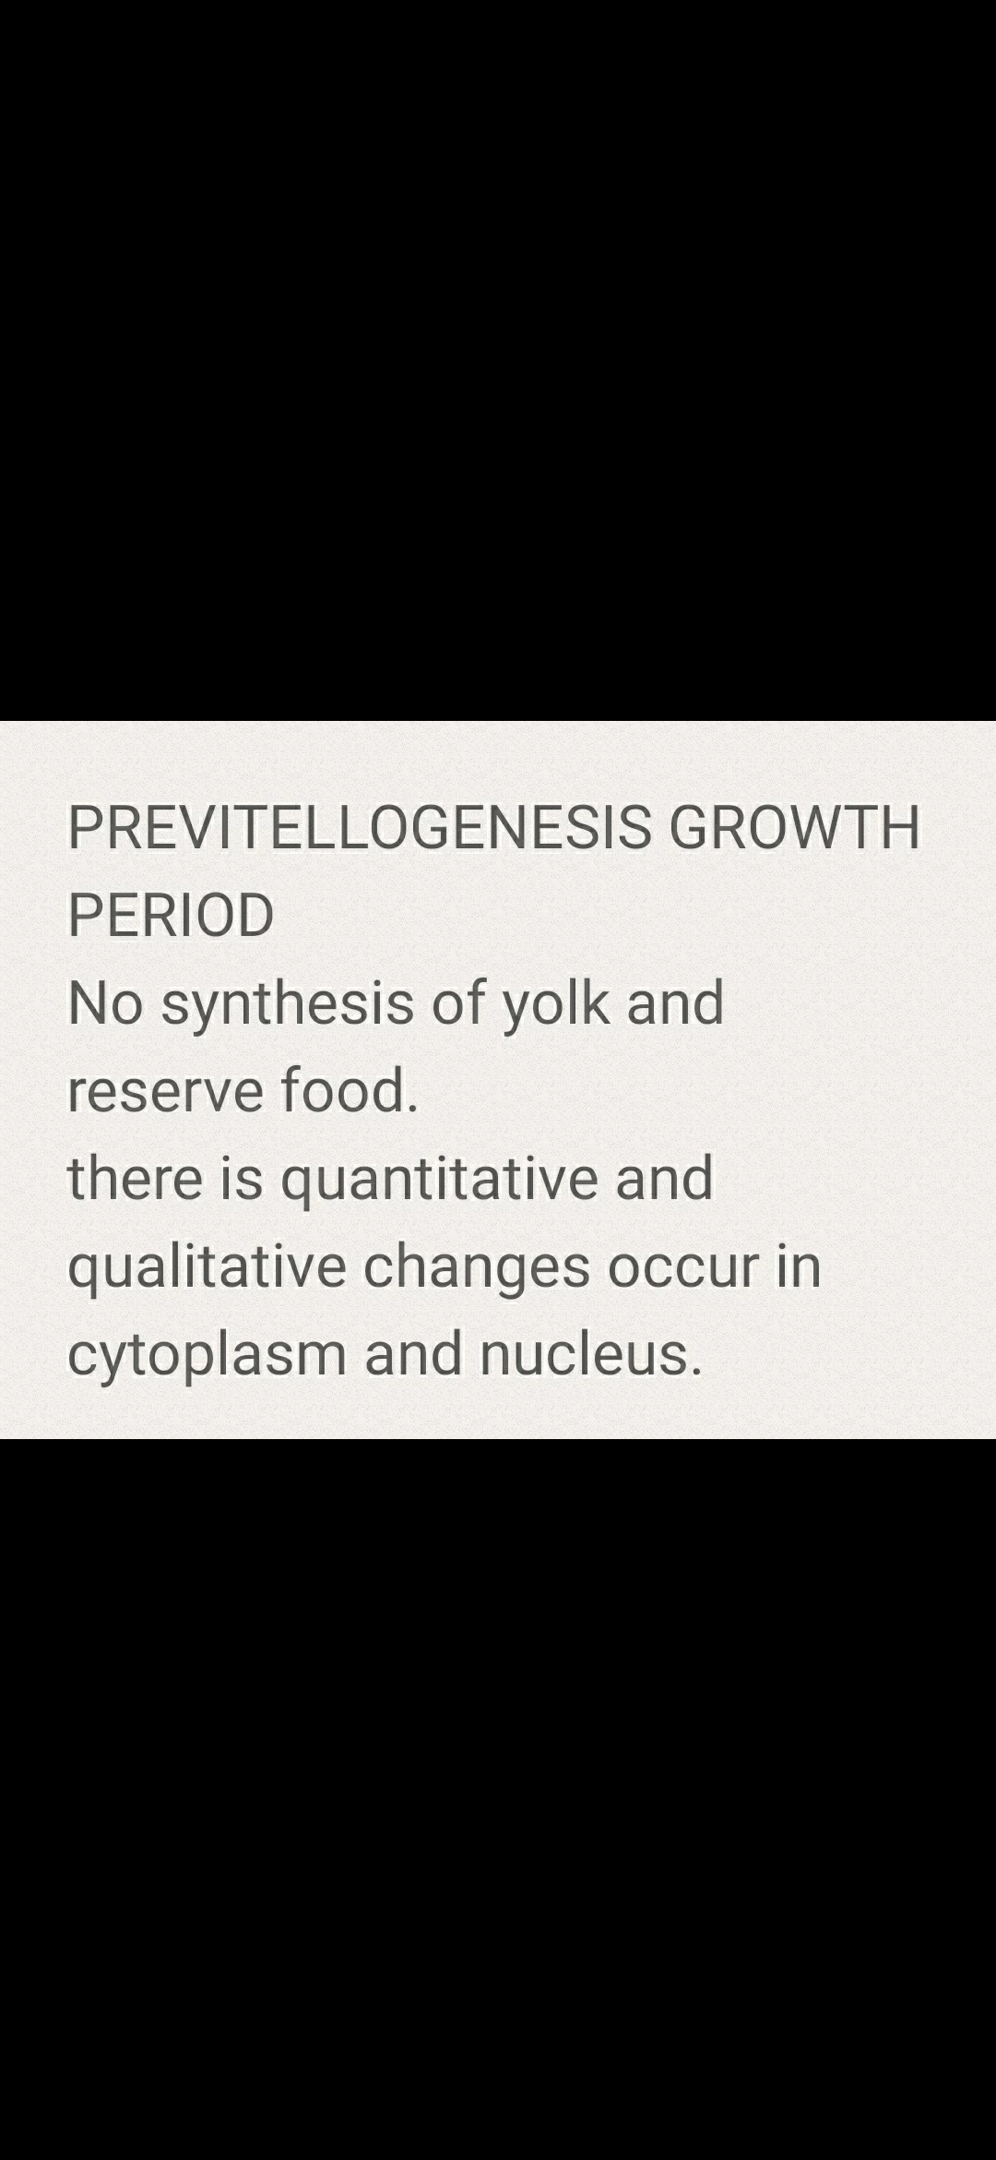 PREVITELLOGENESIS GROWTH
PERIOD
No synthesis of yolk and
reserve food.
there is quantitative and
qualitative changes occur in
cytoplasm and nucleus.